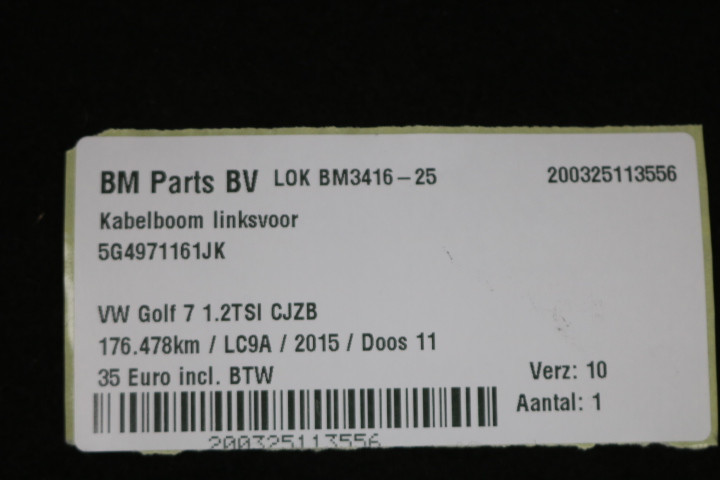 BM Parts BV LOK BM3416-25 200325113556
Kabelboom linksvoor
5G4971161JK
VW Golf 7 1.2TSI CJZB
176.478km / LC9A / 2015 / Doos 11
35 Euro incl. BTW
Verz: 10
Aantal: 1
200325113556